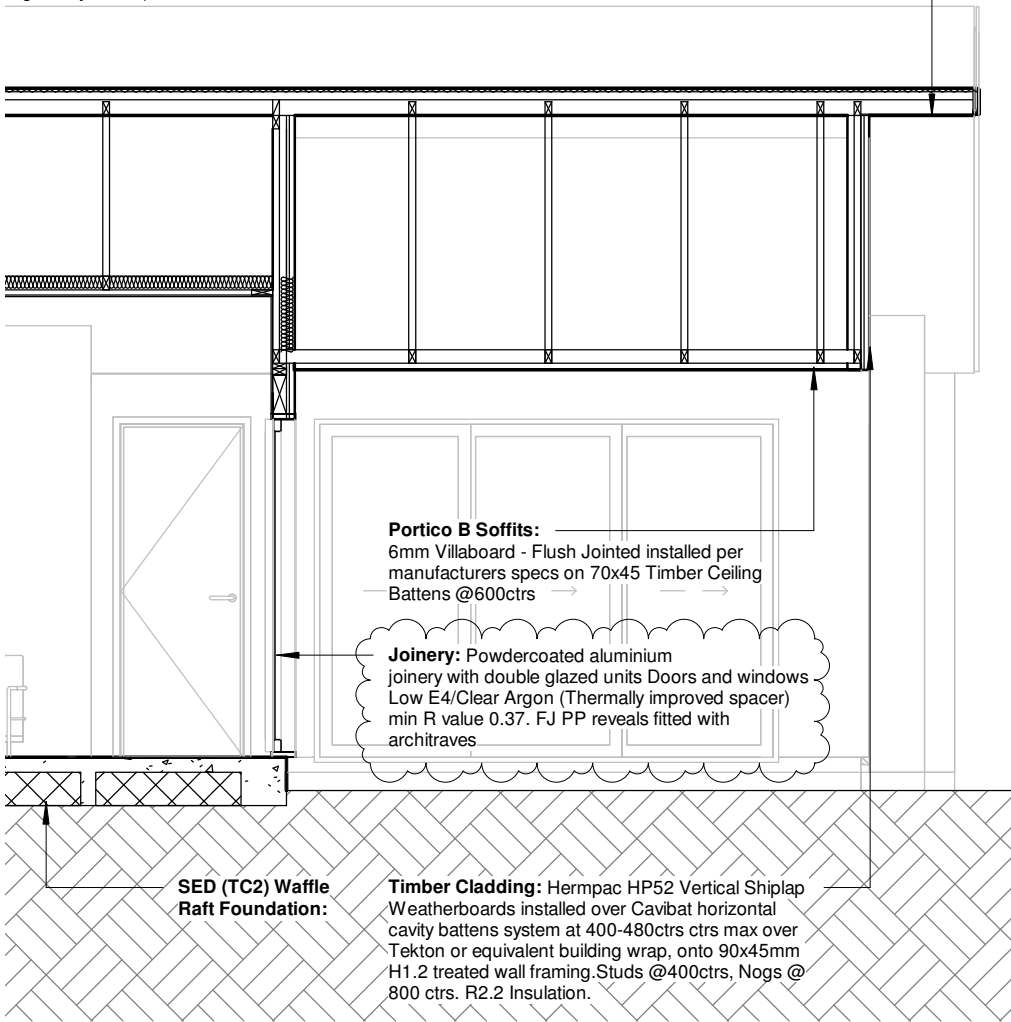 Portico B Soffits:
6mm Villaboard - Flush Jointed installed per
manufacturers specs on 70x45 Timber Ceiling
Battens @600ctrs
Joinery: Powdercoated aluminium
joinery with double glazed units Doors and windows
Low E4/Clear Argon (Thermally improved spacer)
min R value 0.37. FJ PP reveals fitted with
architraves
SED (TC2) Waffle
Raft Foundation:
Timber Cladding: Hermpac HP52 Vertical Shiplap
Weatherboards installed over Cavibat horizontal
cavity battens system at 400-480ctrs ctrs max over
Tekton or equivalent building wrap, onto 90x45mm
H1.2 treated wall framing.Studs @400ctrs, Nogs @
800 ctrs. R2.2 Insulation.